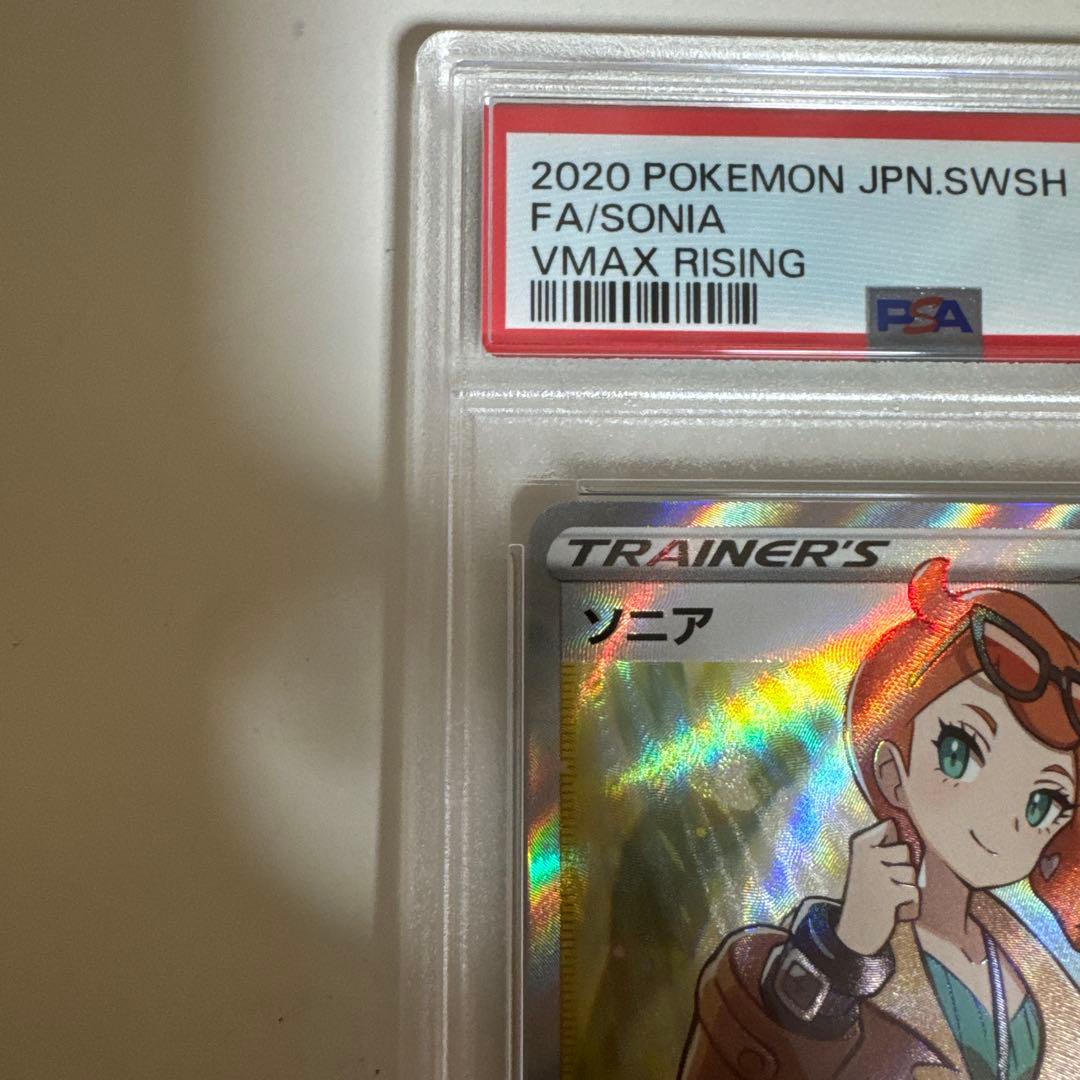 2020 POKEMON JPN.SWSH
FA/SONIA
VMAX RISING
PSA
TRAINER'S
ソニア